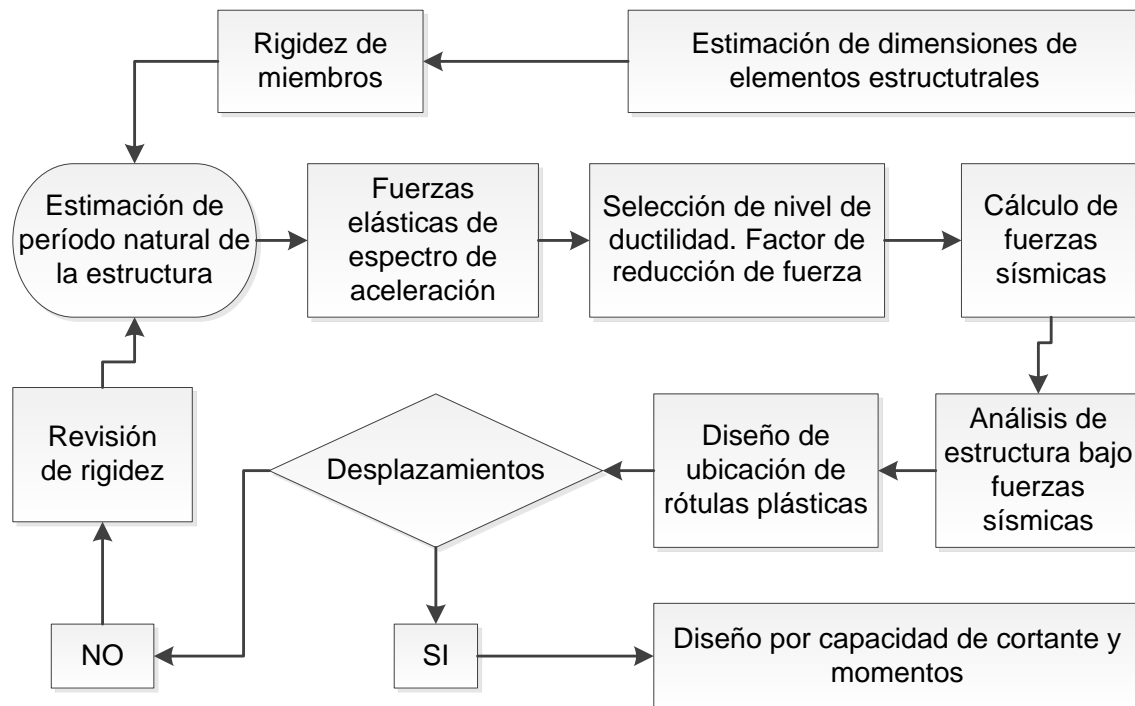 Rigidez de
miembros
Estimación de dimensiones de
elementos estructutrales
Estimación de
período natural de
la estructura
Fuerzas
elásticas de
espectro de
aceleración
Selección de nivel de
ductilidad. Factor de
reducción de fuerza
Cálculo de
fuerzas
sísmicas
Revisión
de rigidez
Desplazamientos
Diseño de
ubicación de
rótulas plásticas
Análisis de
estructura bajo
fuerzas
sísmicas
NO
SI
Diseño por capacidad de cortante y
momentos